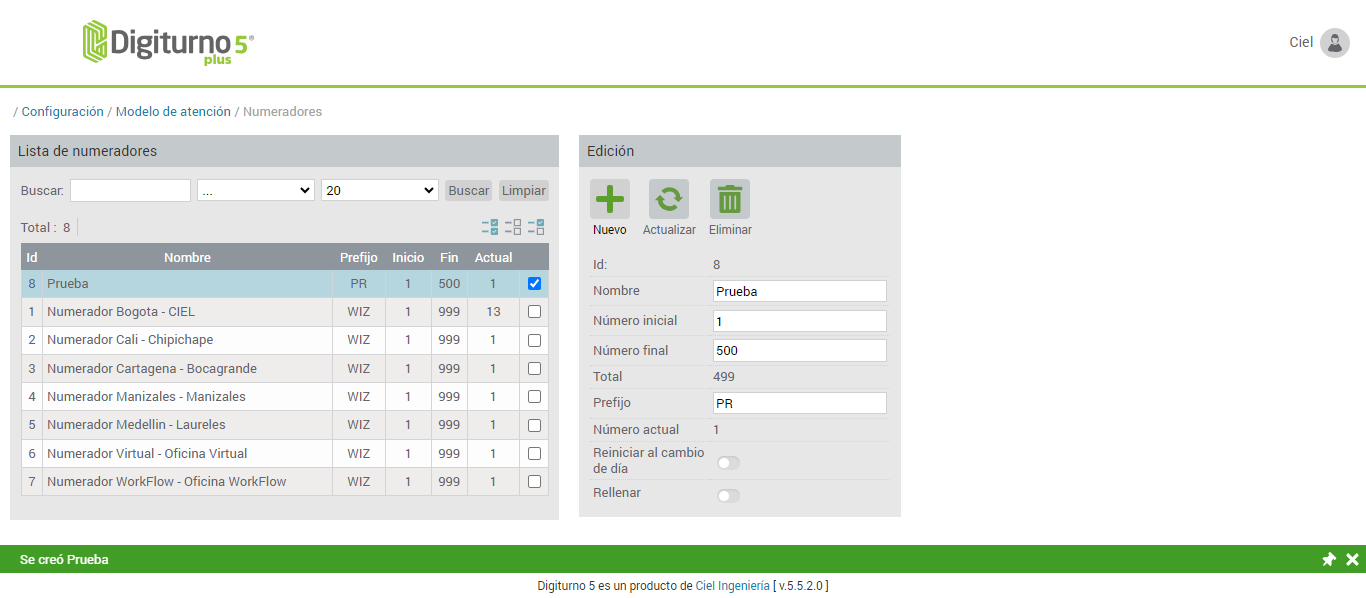 Digiturno 5®
plus
Ciel
/ Configuración / Modelo de atención / Numeradores
Lista de numeradores
Buscar: ... 20 Buscar Limpiar
Total : 8
Id Nombre Prefijo Inicio Fin Actual
8 Prueba PR 1 500 1
1 Numerador Bogota - CIEL WIZ 1 999 13
2 Numerador Cali - Chipichape WIZ 1 999 1
3 Numerador Cartagena - Bocagrande WIZ 1 999 1
4 Numerador Manizales - Manizales WIZ 1 999 1
5 Numerador Medellin - Laureles WIZ 1 999 1
6 Numerador Virtual - Oficina Virtual WIZ 1 999 1
7 Numerador WorkFlow - Oficina WorkFlow WIZ 1 999 1
Edición
Nuevo Actualizar Eliminar
Id: 8
Nombre Prueba
Número inicial 1
Número final 500
Total 499
Prefijo PR
Número actual 1
Reiniciar al cambio
de día
Rellenar
Se creó Prueba
Digiturno 5 es un producto de Ciel Ingeniería [ v.5.5.2.0 ]